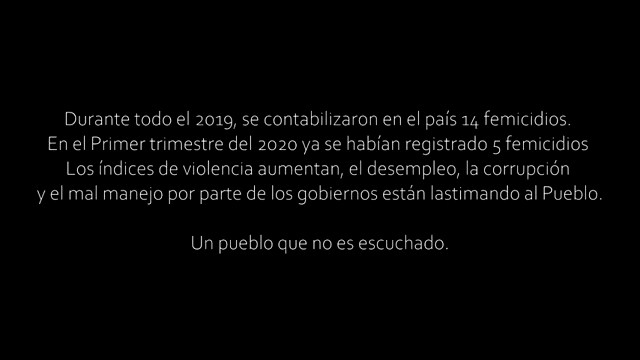 Durante todo el 2019, se contabilizaron en el país 14 femicidios.
En el Primer trimestre del 2020 ya se habían registrado 5 femicidios
Los índices de violencia aumentan, el desempleo, la corrupción
y el mal manejo por parte de los gobiernos están lastimando al Pueblo.
Un pueblo que no es escuchado.